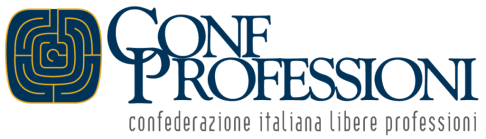 CONF
PROFESSIONI
confederazione italiana libere professioni